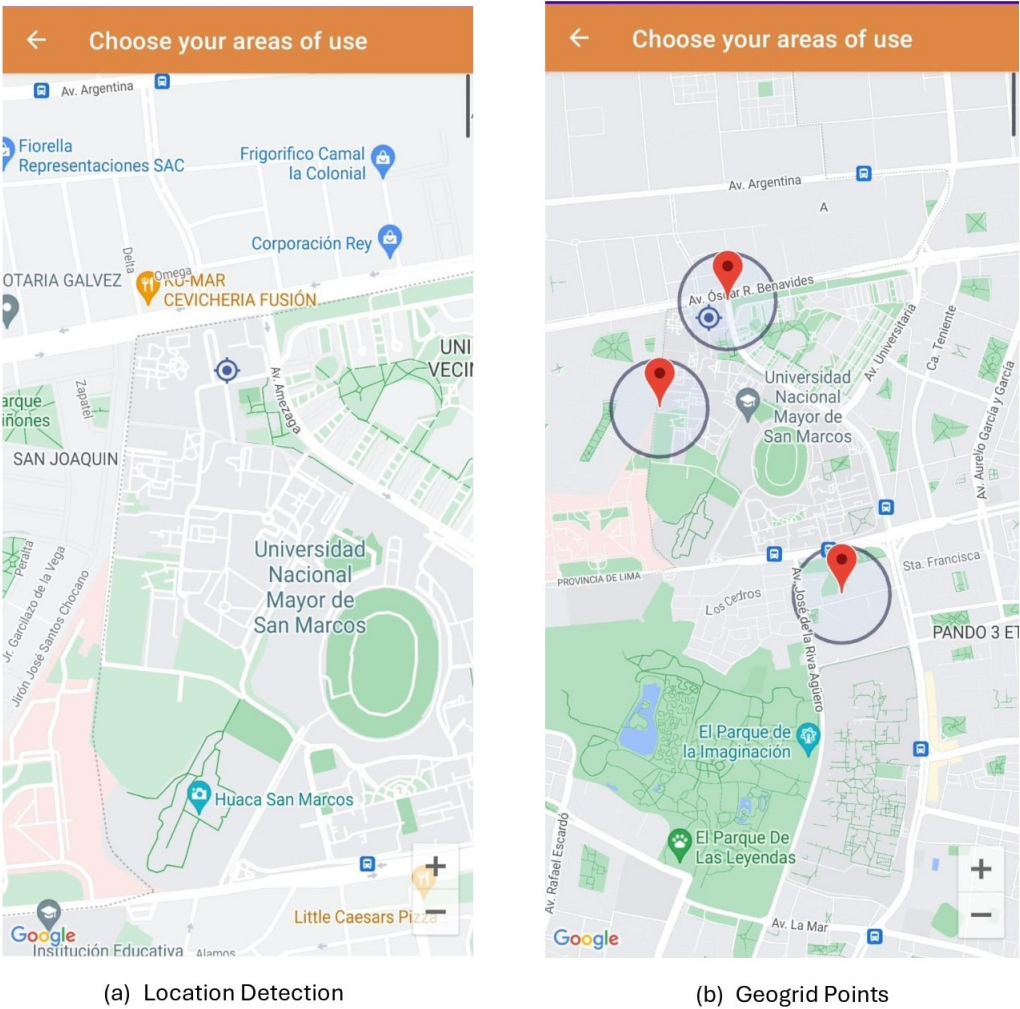 Choose your areas of use
Av. Argentina
Fiorella
Representaciones SAC
Frigorifico Camal
la Colonial
Corporación Rey
Delta
Omega
OTARIA GALVEZ
KU-MAR
CEVICHERIA FUSIÓN
UNI
VECI
Av. Amezaga
Zapatel
arque
iñones
SAN JOAQUIN
Peralta
Jr. Garcilazo de la Vega
Jirón José Santos Chocano
Universidad
Nacional
Mayor de
San Marcos
Huaca San Marcos
+
−
Little Caesars Pizza
Google
Institución Educativa
Alamos
(a) Location Detection
Choose your areas of use
Av. Argentina
A
Av. Óscar R. Benavides
Av. Universitaria
Ca. Teniente
Av. Aurelio García y García
Universidad
Nacional
Mayor de
San Marcos
PROVINCIA DE LIMA
Los Cedros
Sta. Francisca
Av. José de la Riva Agüero
PANDO 3 ET
El Parque de
la Imaginación
El Parque De
Las Leyendas
Av. Rafael Escardó
Av. La Mar
+
−
Google
(b) Geogrid Points